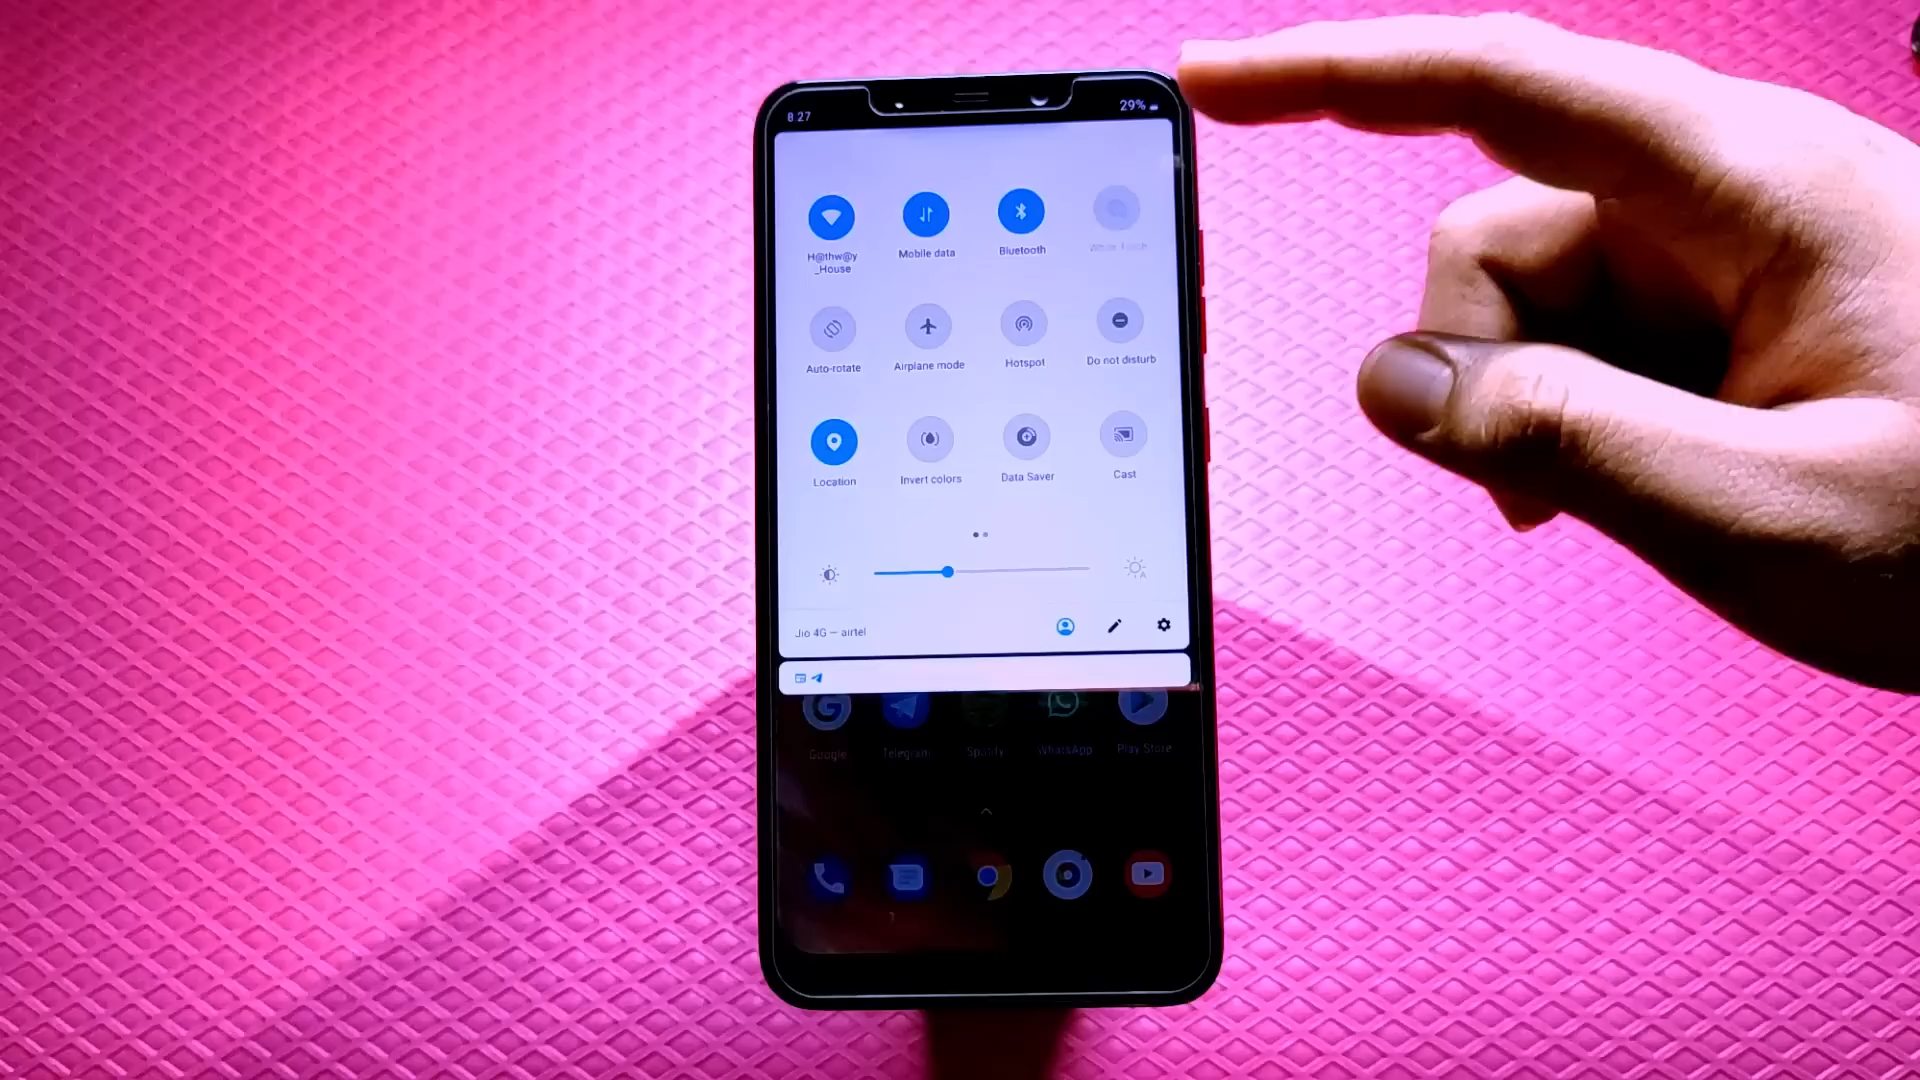 8:27
29%
H@thw@y
_House
Mobile data
Bluetooth
Auto-rotate
Airplane mode
Hotspot
Do not disturb
Location
Invert colors
Data Saver
Cast
Jio 4G — airtel
Google
Telegram
Spotify
WhatsApp
Play Store